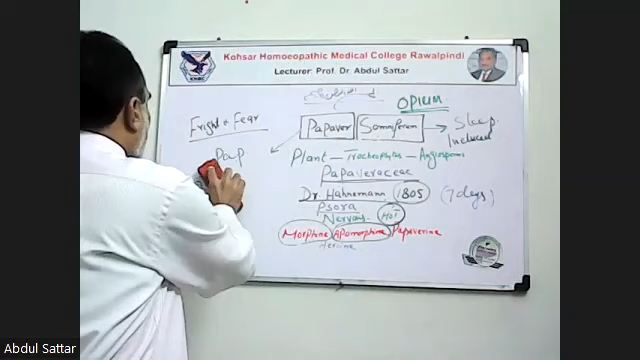 Kohsar Homoeopathic Medical College Rawalpindi
Lecturer: Prof. Dr. Abdul Sattar
KHMC
OPIUM
Fright & Fear
Papaver Somniferum → Sleep Induced
Pap
Plant — Tracheophytes — Angiosperms
Papaveraceae
Dr. Hahnemann 1805 (7 days)
Psora
Nervous HOT
Morphine Apomorphine Papaverine
Heroine
Abdul Sattar